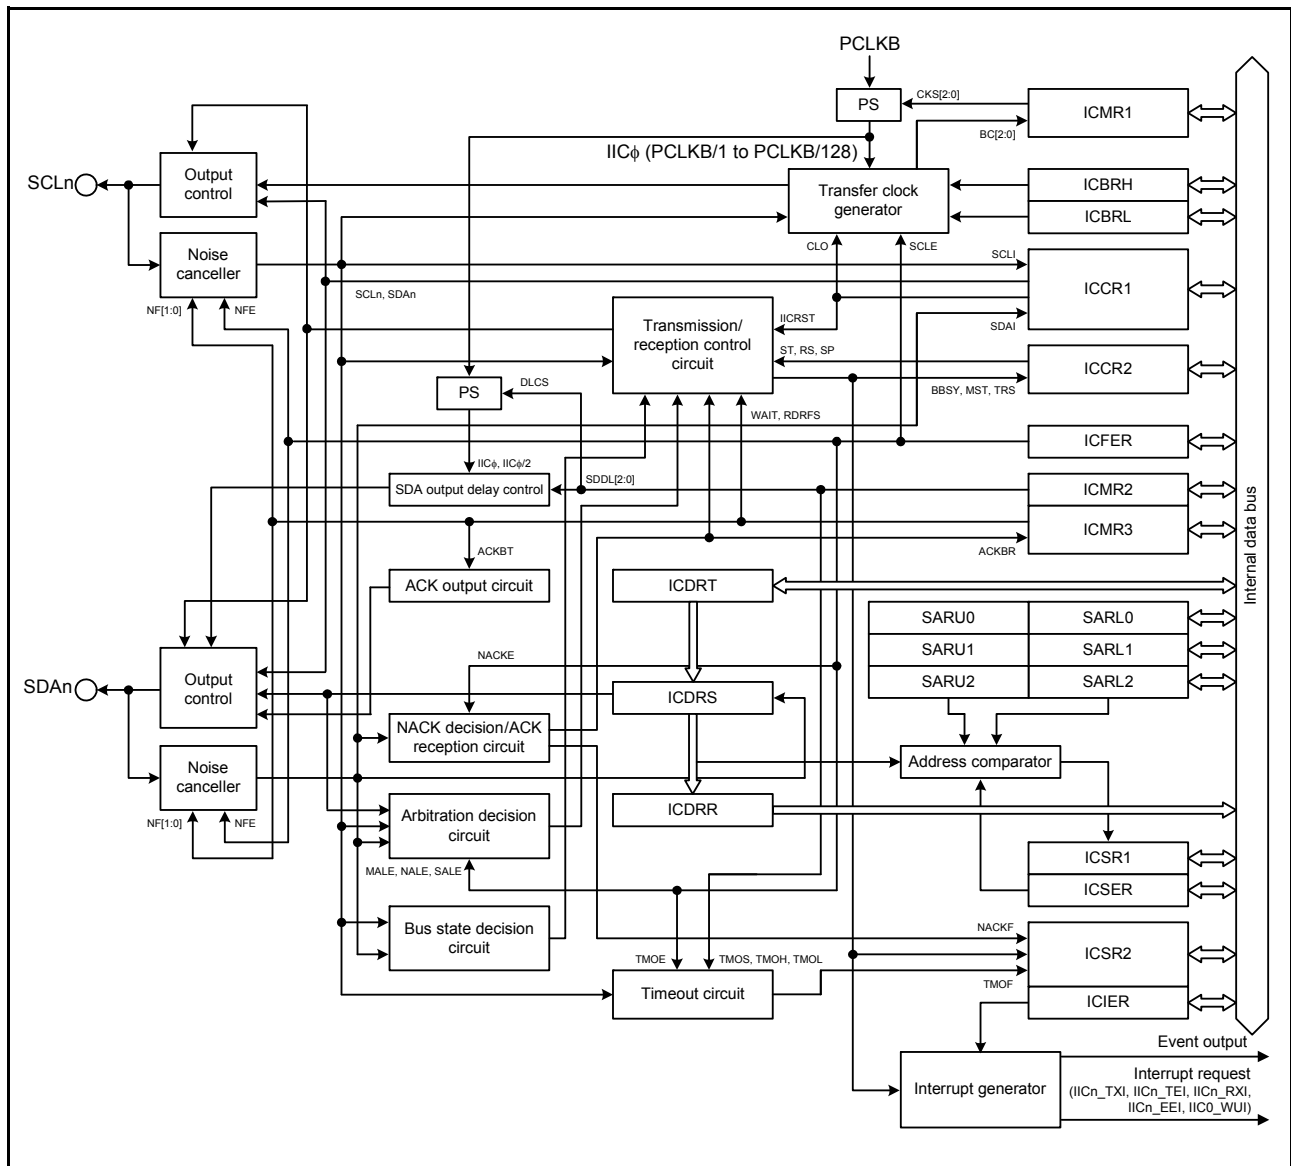 PCLKB
PS
CKS[2:0]
ICMR1
BC[2:0]
IICϕ (PCLKB/1 to PCLKB/128)
SCLn
Output
control
Transfer clock
generator
ICBRH
ICBRL
Noise
canceller
CLO
SCLE
SCLI
ICCR1
SCLn, SDAn
NF[1:0]
NFE
Transmission/
reception control
circuit
IICRST
SDAI
ST, RS, SP
ICCR2
BBSY, MST, TRS
PS
DLCS
WAIT, RDRFS
ICFER
IICϕ, IICϕ/2
SDA output delay control
SDDL[2:0]
ICMR2
ICMR3
ACKBT
ACKBR
ACK output circuit
ICDRT
Internal data bus
SARU0
SARL0
SARU1
SARL1
SARU2
SARL2
NACKE
SDAn
Output
control
ICDRS
NACK decision/ACK
reception circuit
Address comparator
Noise
canceller
Arbitration decision
circuit
ICDRR
NF[1:0]
NFE
MALE, NALE, SALE
ICSR1
ICSER
Bus state decision
circuit
NACKF
ICSR2
TMOE
TMOS, TMOH, TMOL
Timeout circuit
TMOF
ICIER
Event output
Interrupt generator
Interrupt request
(IICn_TXI, IICn_TEI, IICn_RXI,
IICn_EEI, IIC0_WUI)